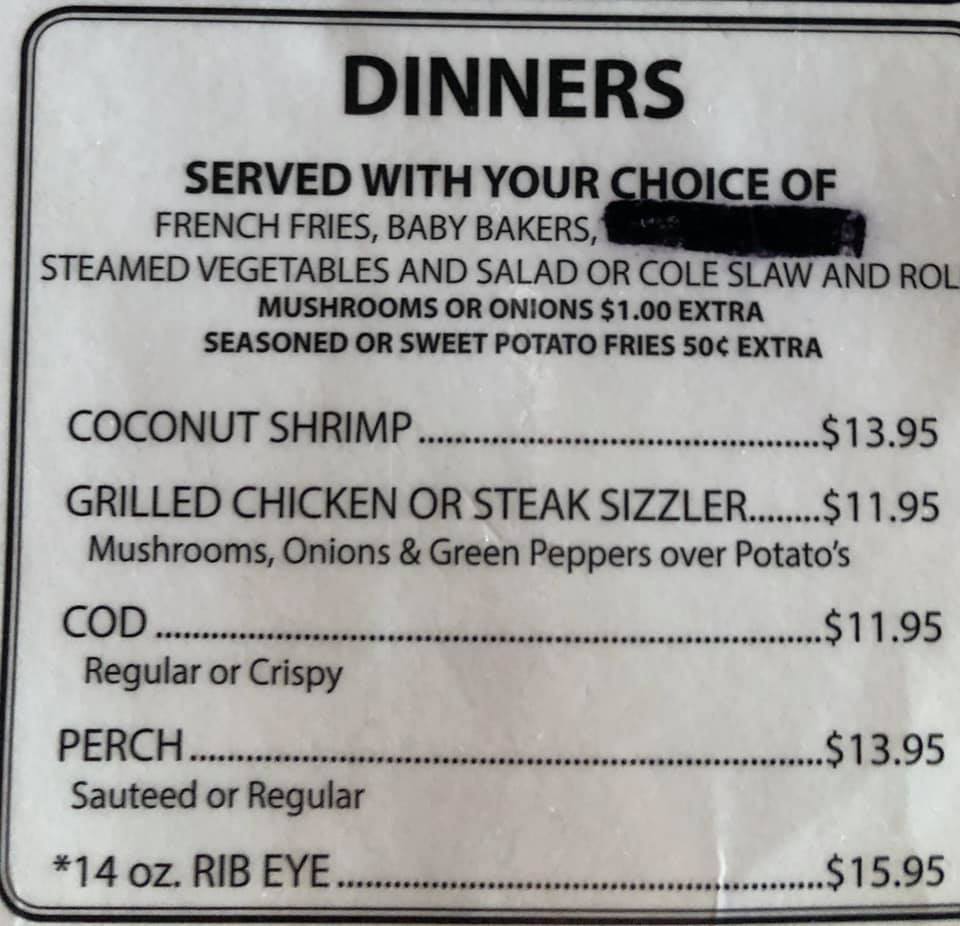 DINNERS
SERVED WITH YOUR CHOICE OF
FRENCH FRIES, BABY BAKERS,
STEAMED VEGETABLES AND SALAD OR COLE SLAW AND ROL
MUSHROOMS OR ONIONS $1.00 EXTRA
SEASONED OR SWEET POTATO FRIES 50¢ EXTRA
COCONUT SHRIMP.............................................$13.95
GRILLED CHICKEN OR STEAK SIZZLER........$11.95
Mushrooms, Onions & Green Peppers over Potato's
COD ........................................................................$11.95
Regular or Crispy
PERCH.....................................................................$13.95
Sauteed or Regular
*14 oz. RIB EYE.....................................................$15.95